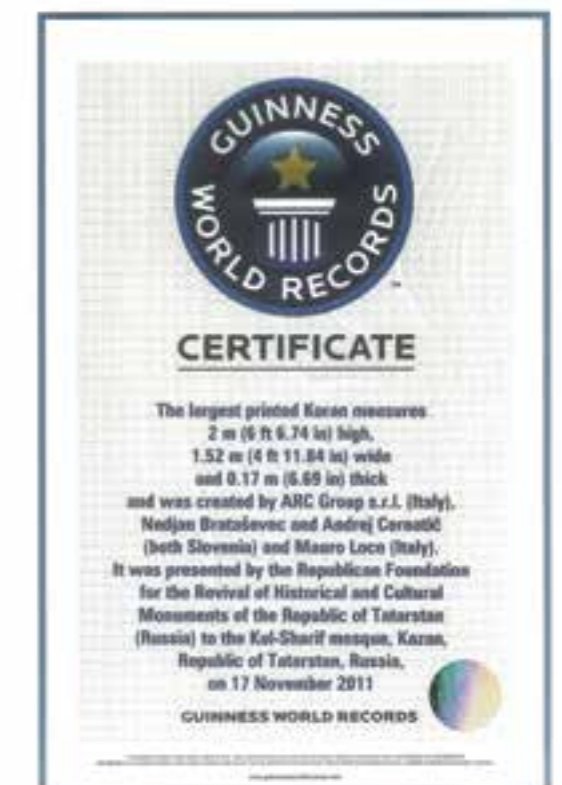 GUINNESS
WORLD RECORDS
™
CERTIFICATE
The largest printed Koran measures
2 m (6 ft 6.74 in) high,
1.52 m (4 ft 11.84 in) wide
and 0.17 m (6.69 in) thick
and was created by ARC Group s.r.l. (Italy),
Nedjan Brataševec and Andrej
(both Slovenia) and Mauro Loce (Italy).
It was presented by the Republican Foundation
for the Revival of Historical and Cultural
Monuments of the Republic of Tatarstan
(Russia) to the Kul-Sharif mosque, Kazan,
Republic of Tatarstan, Russia,
on 17 November 2011
GUINNESS WORLD RECORDS